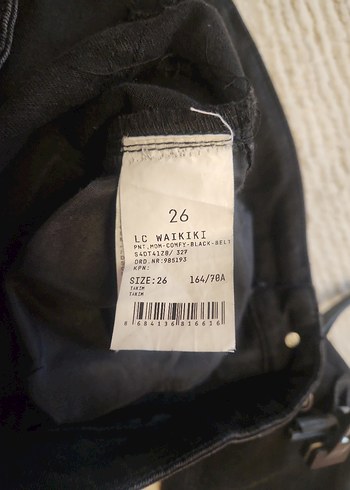 26
LC WAIKIKI
PNT,MOM-COMFY-BLACK-BELT
S4DT41Z8/ 327
ORD.NR:985193
KPN:
SIZE:26 164/70A
TAKIM
TAKIM
8 684136 816616